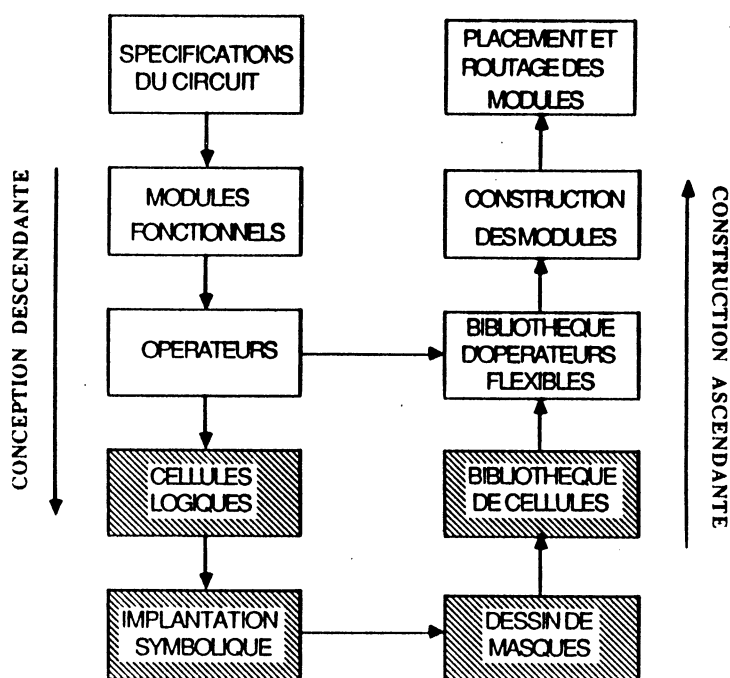 SPECIFICATIONS
DU CIRCUIT
MODULES
FONCTIONNELS
OPERATEURS
CELLULES
LOGIQUES
IMPLANTATION
SYMBOLIQUE
PLACEMENT ET
ROUTAGE DES
MODULES
CONSTRUCTION
DES MODULES
BIBLIOTHEQUE
D'OPERATEURS
FLEXIBLES
BIBLIOTHEQUE
DE CELLULES
DESSIN DE
MASQUES
CONCEPTION DESCENDANTE
CONSTRUCTION ASCENDANTE